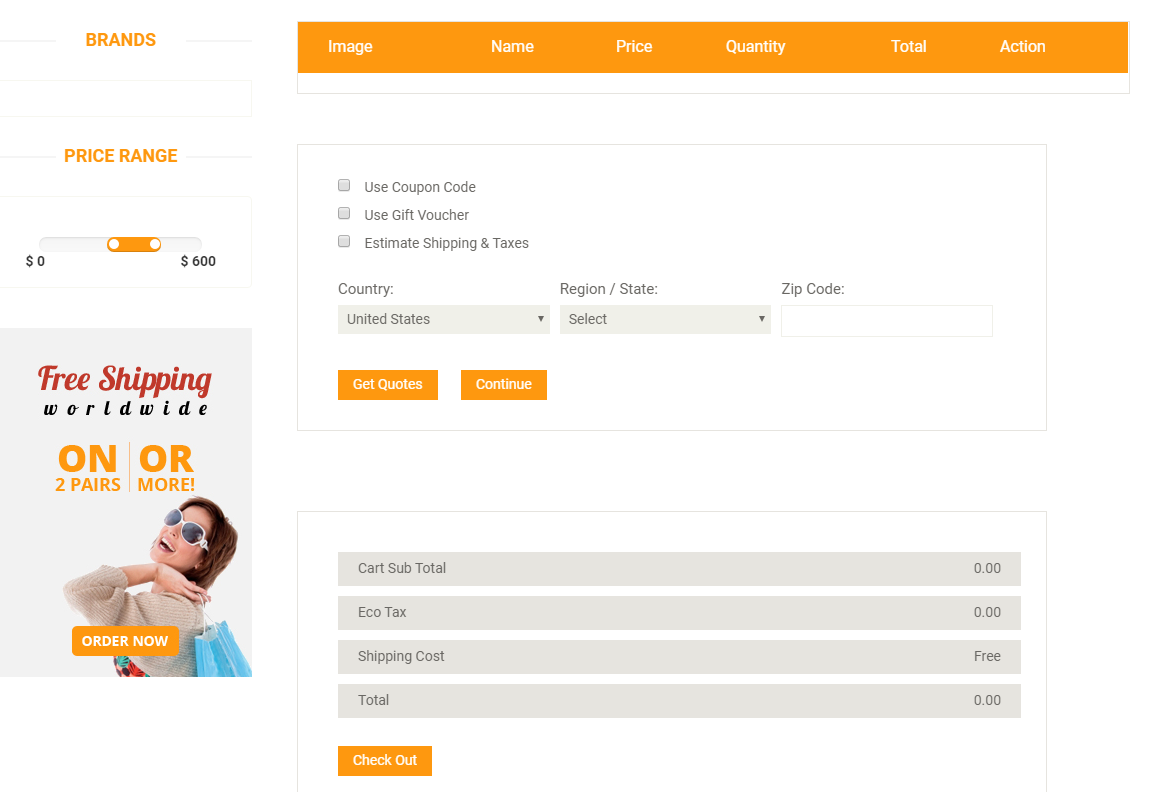 BRANDS
PRICE RANGE
$ 0 $ 600
Free Shipping
worldwide
ON OR
2 PAIRS MORE!
ORDER NOW
Image Name Price Quantity Total Action
Use Coupon Code
Use Gift Voucher
Estimate Shipping & Taxes
Country: Region / State: Zip Code:
United States Select
Get Quotes Continue
Cart Sub Total 0.00
Eco Tax 0.00
Shipping Cost Free
Total 0.00
Check Out